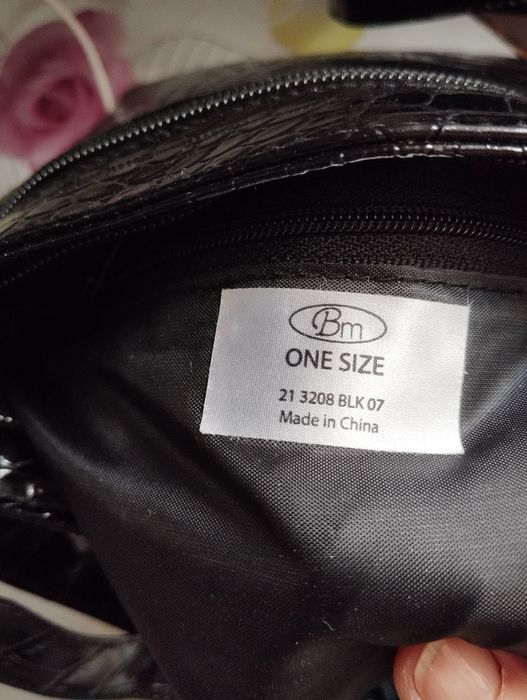 Bm
ONE SIZE
21 3208 BLK 07
Made in China